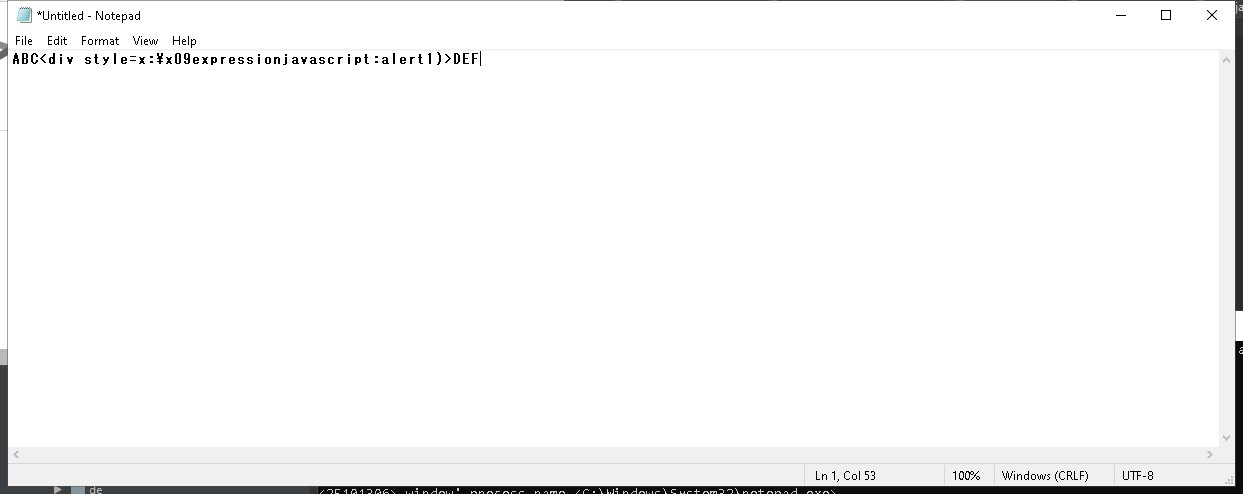 *Untitled - Notepad
File Edit Format View Help
ABC<div style=x:¥x09expressionjavascript:alert1)>DEF
Ln 1, Col 53
100%
Windows (CRLF)
UTF-8
de
<25101306> window' process name <C:\Windows\System32\notepad.exe>